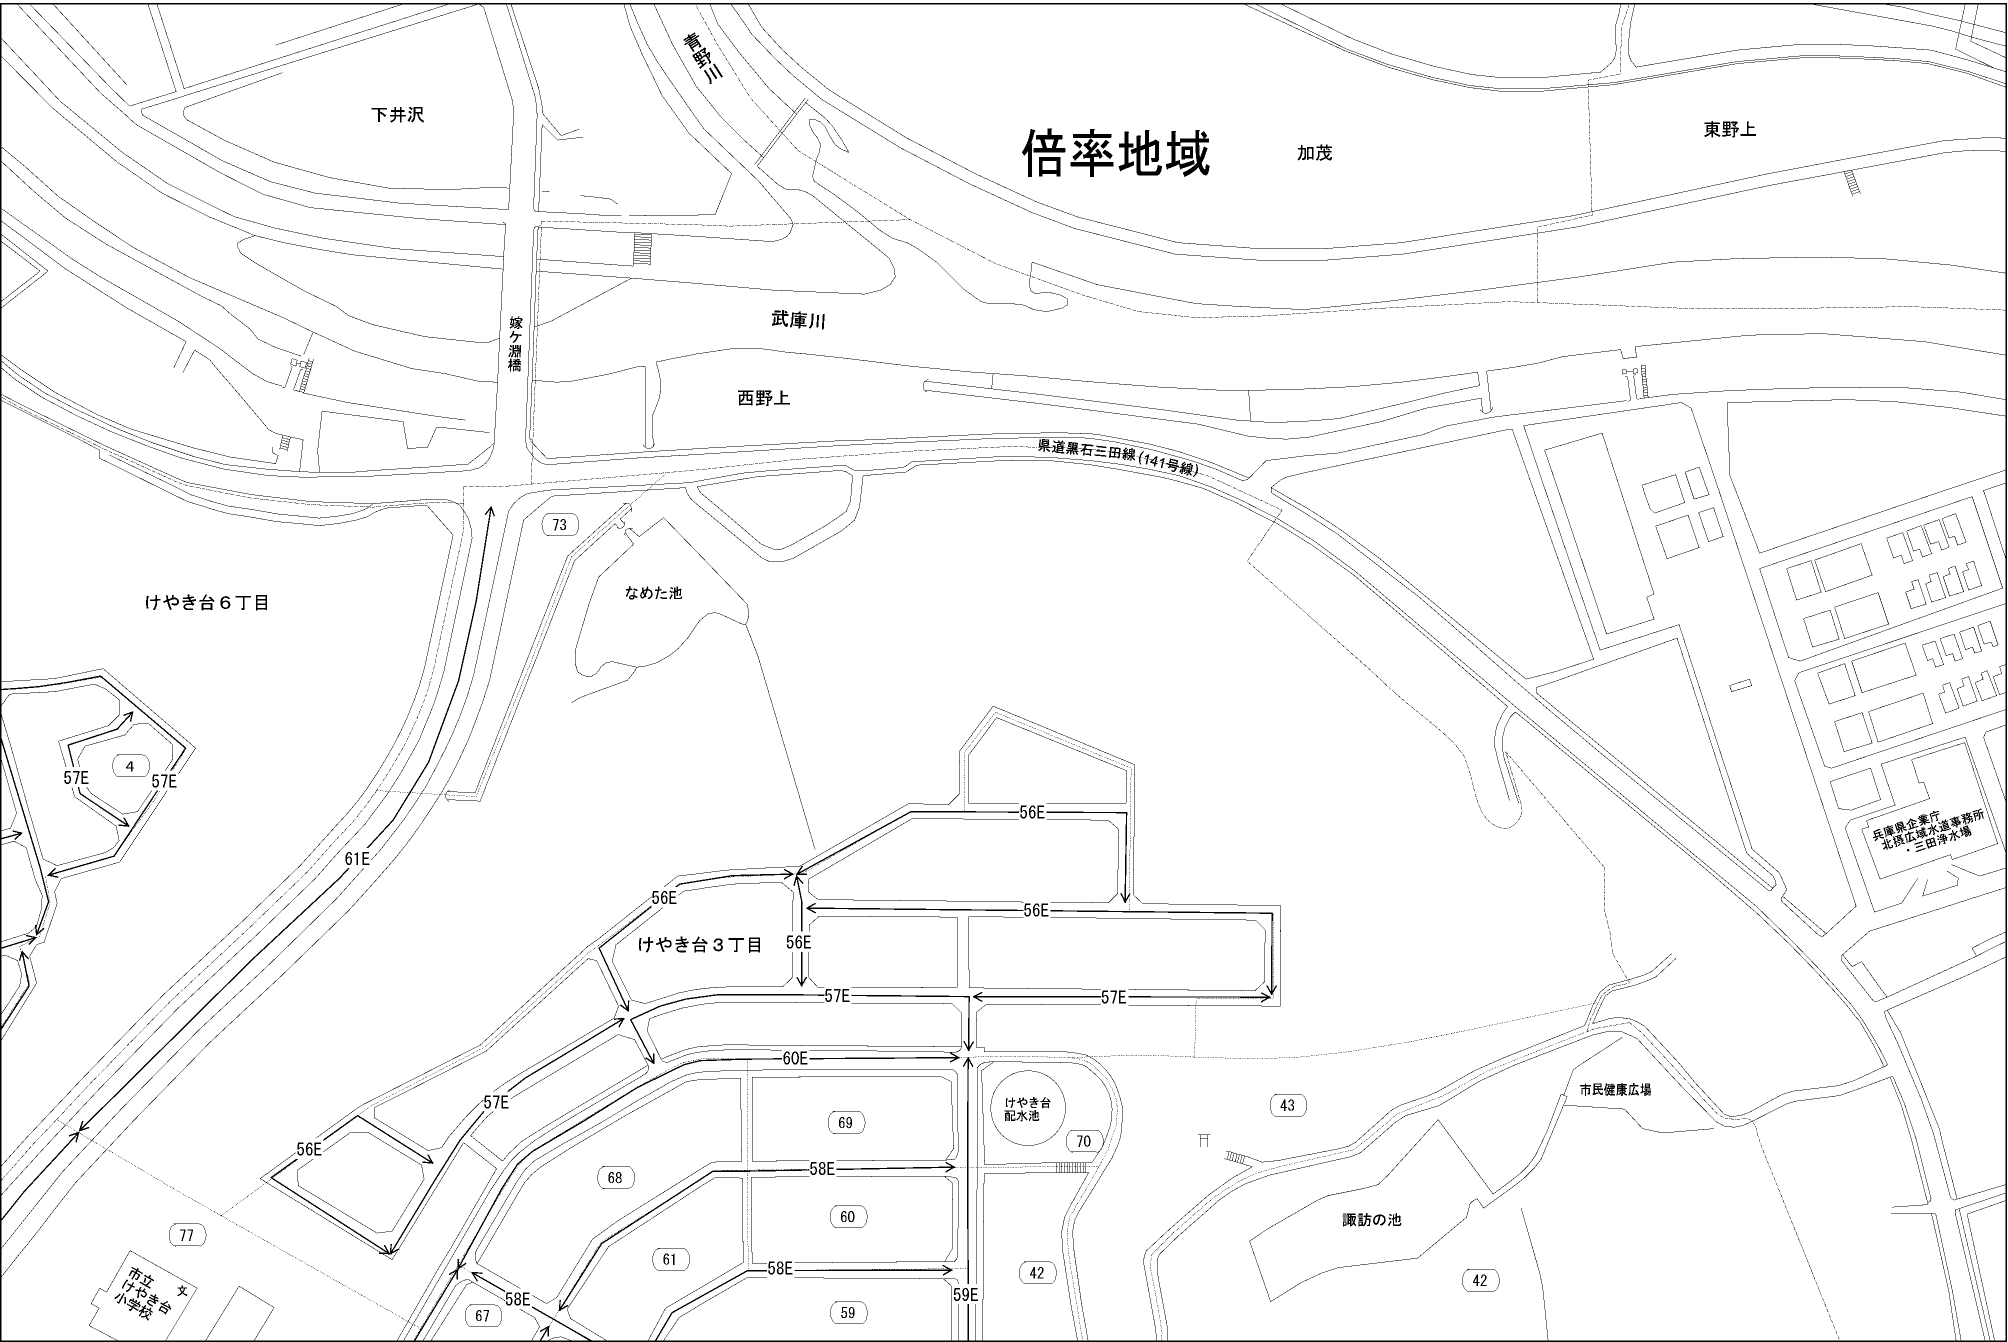 青野川
下井沢
倍率地域
加茂
東野上
嫁ケ淵橋
武庫川
西野上
県道黒石三田線(141号線)
73
なめた池
けやき台６丁目
4
57E
57E
61E
56E
兵庫県企業庁
北摂広域水道事務所
・三田浄水場
56E
56E
けやき台３丁目
56E
57E
57E
60E
57E
けやき台
配水池
市民健康広場
43
69
70
56E
58E
68
60
諏訪の池
77
61
58E
42
42
市立
けやき台
小学校
文
58E
59E
67
59